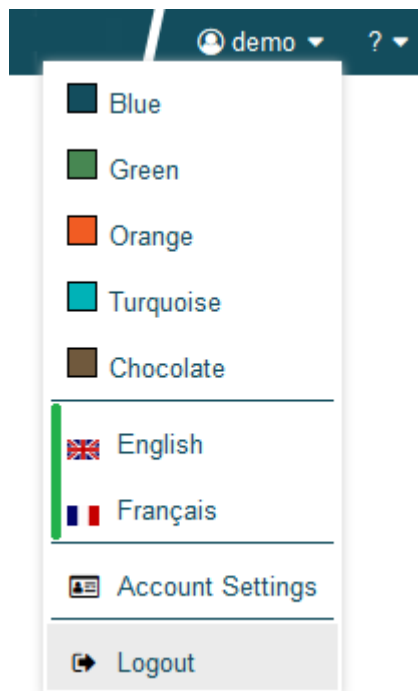 demo ?
Blue
Green
Orange
Turquoise
Chocolate
English
Français
Account Settings
Logout